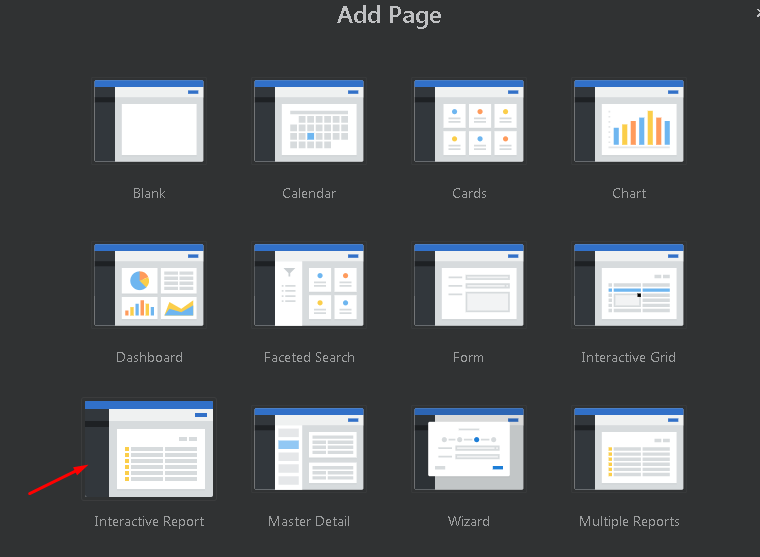 Add Page
Blank
Calendar
Cards
Chart
Dashboard
Faceted Search
Form
Interactive Grid
Interactive Report
Master Detail
Wizard
Multiple Reports